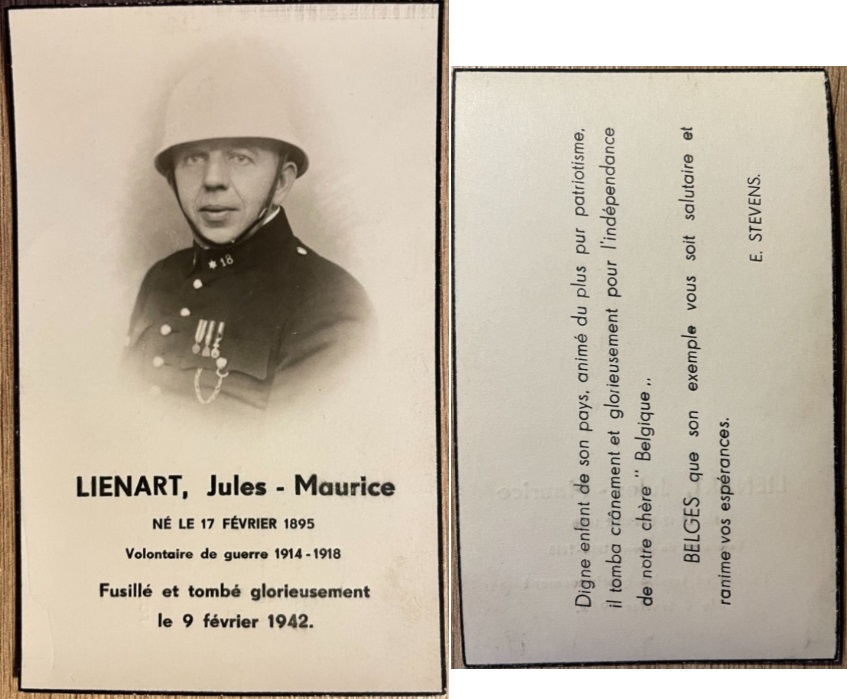 * 18
LIENART, Jules - Maurice
NÉ LE 17 FÉVRIER 1895
Volontaire de guerre 1914-1918
Fusillé et tombé glorieusement
le 9 février 1942.
Digne enfant de son pays, animé du plus pur patriotisme,
il tomba crânement et glorieusement pour l'indépendance
de notre chère " Belgique „
BELGES que son exemple vous soit salutaire et
ranime vos espérances.
E. STEVENS.